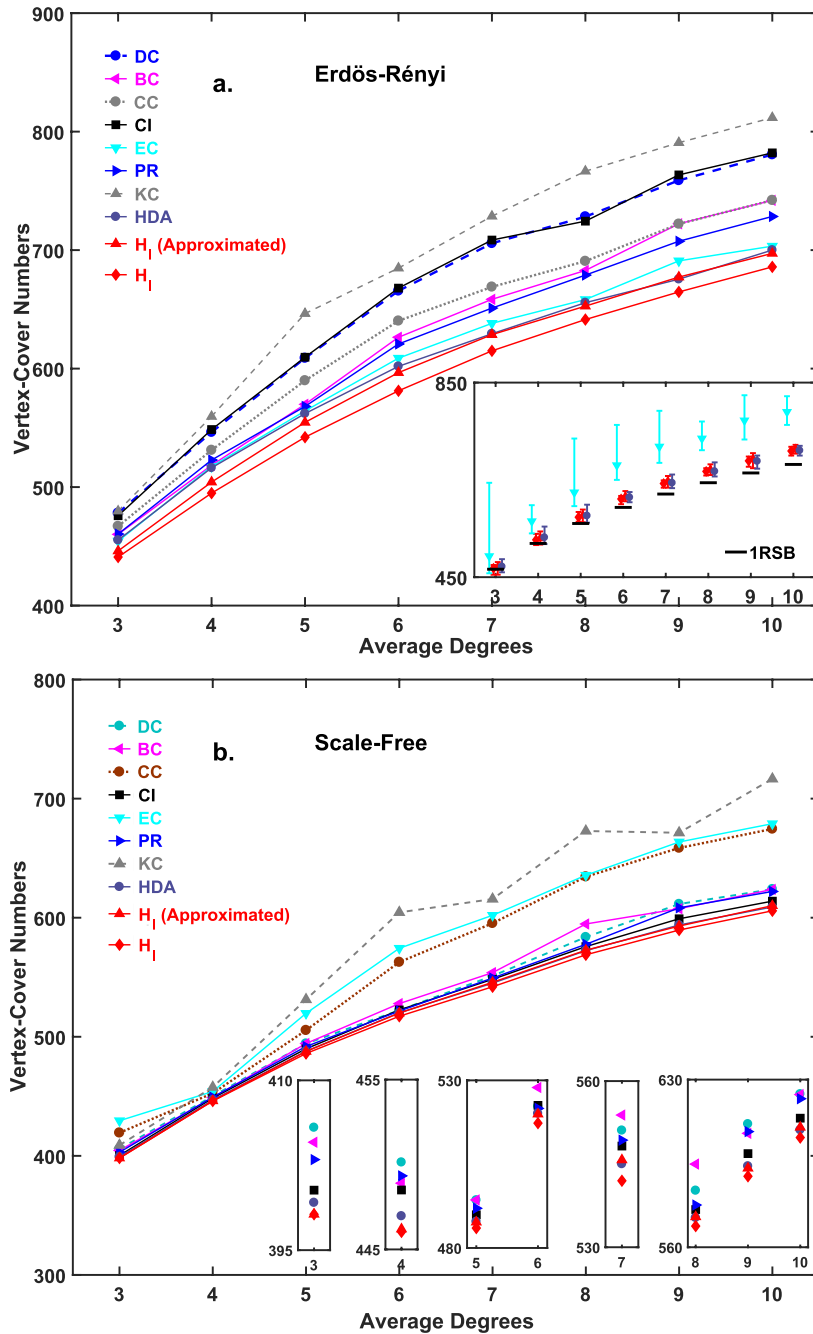 900
800
700
600
500
400
Vertex-Cover Numbers
a.
Erdös-Rényi
DC
BC
CC
CI
EC
PR
KC
HDA
H_I (Approximated)
H_I
850
450
3 4 5 6 7 8 9 10
1RSB
3 4 5 6 7 8 9 10
Average Degrees
800
700
600
500
400
300
Vertex-Cover Numbers
b.
Scale-Free
DC
BC
CC
CI
EC
PR
KC
HDA
H_I (Approximated)
H_I
410
395
3
455
445
4
530
480
5 6
560
530
7
630
560
8 9 10
3 4 5 6 7 8 9 10
Average Degrees